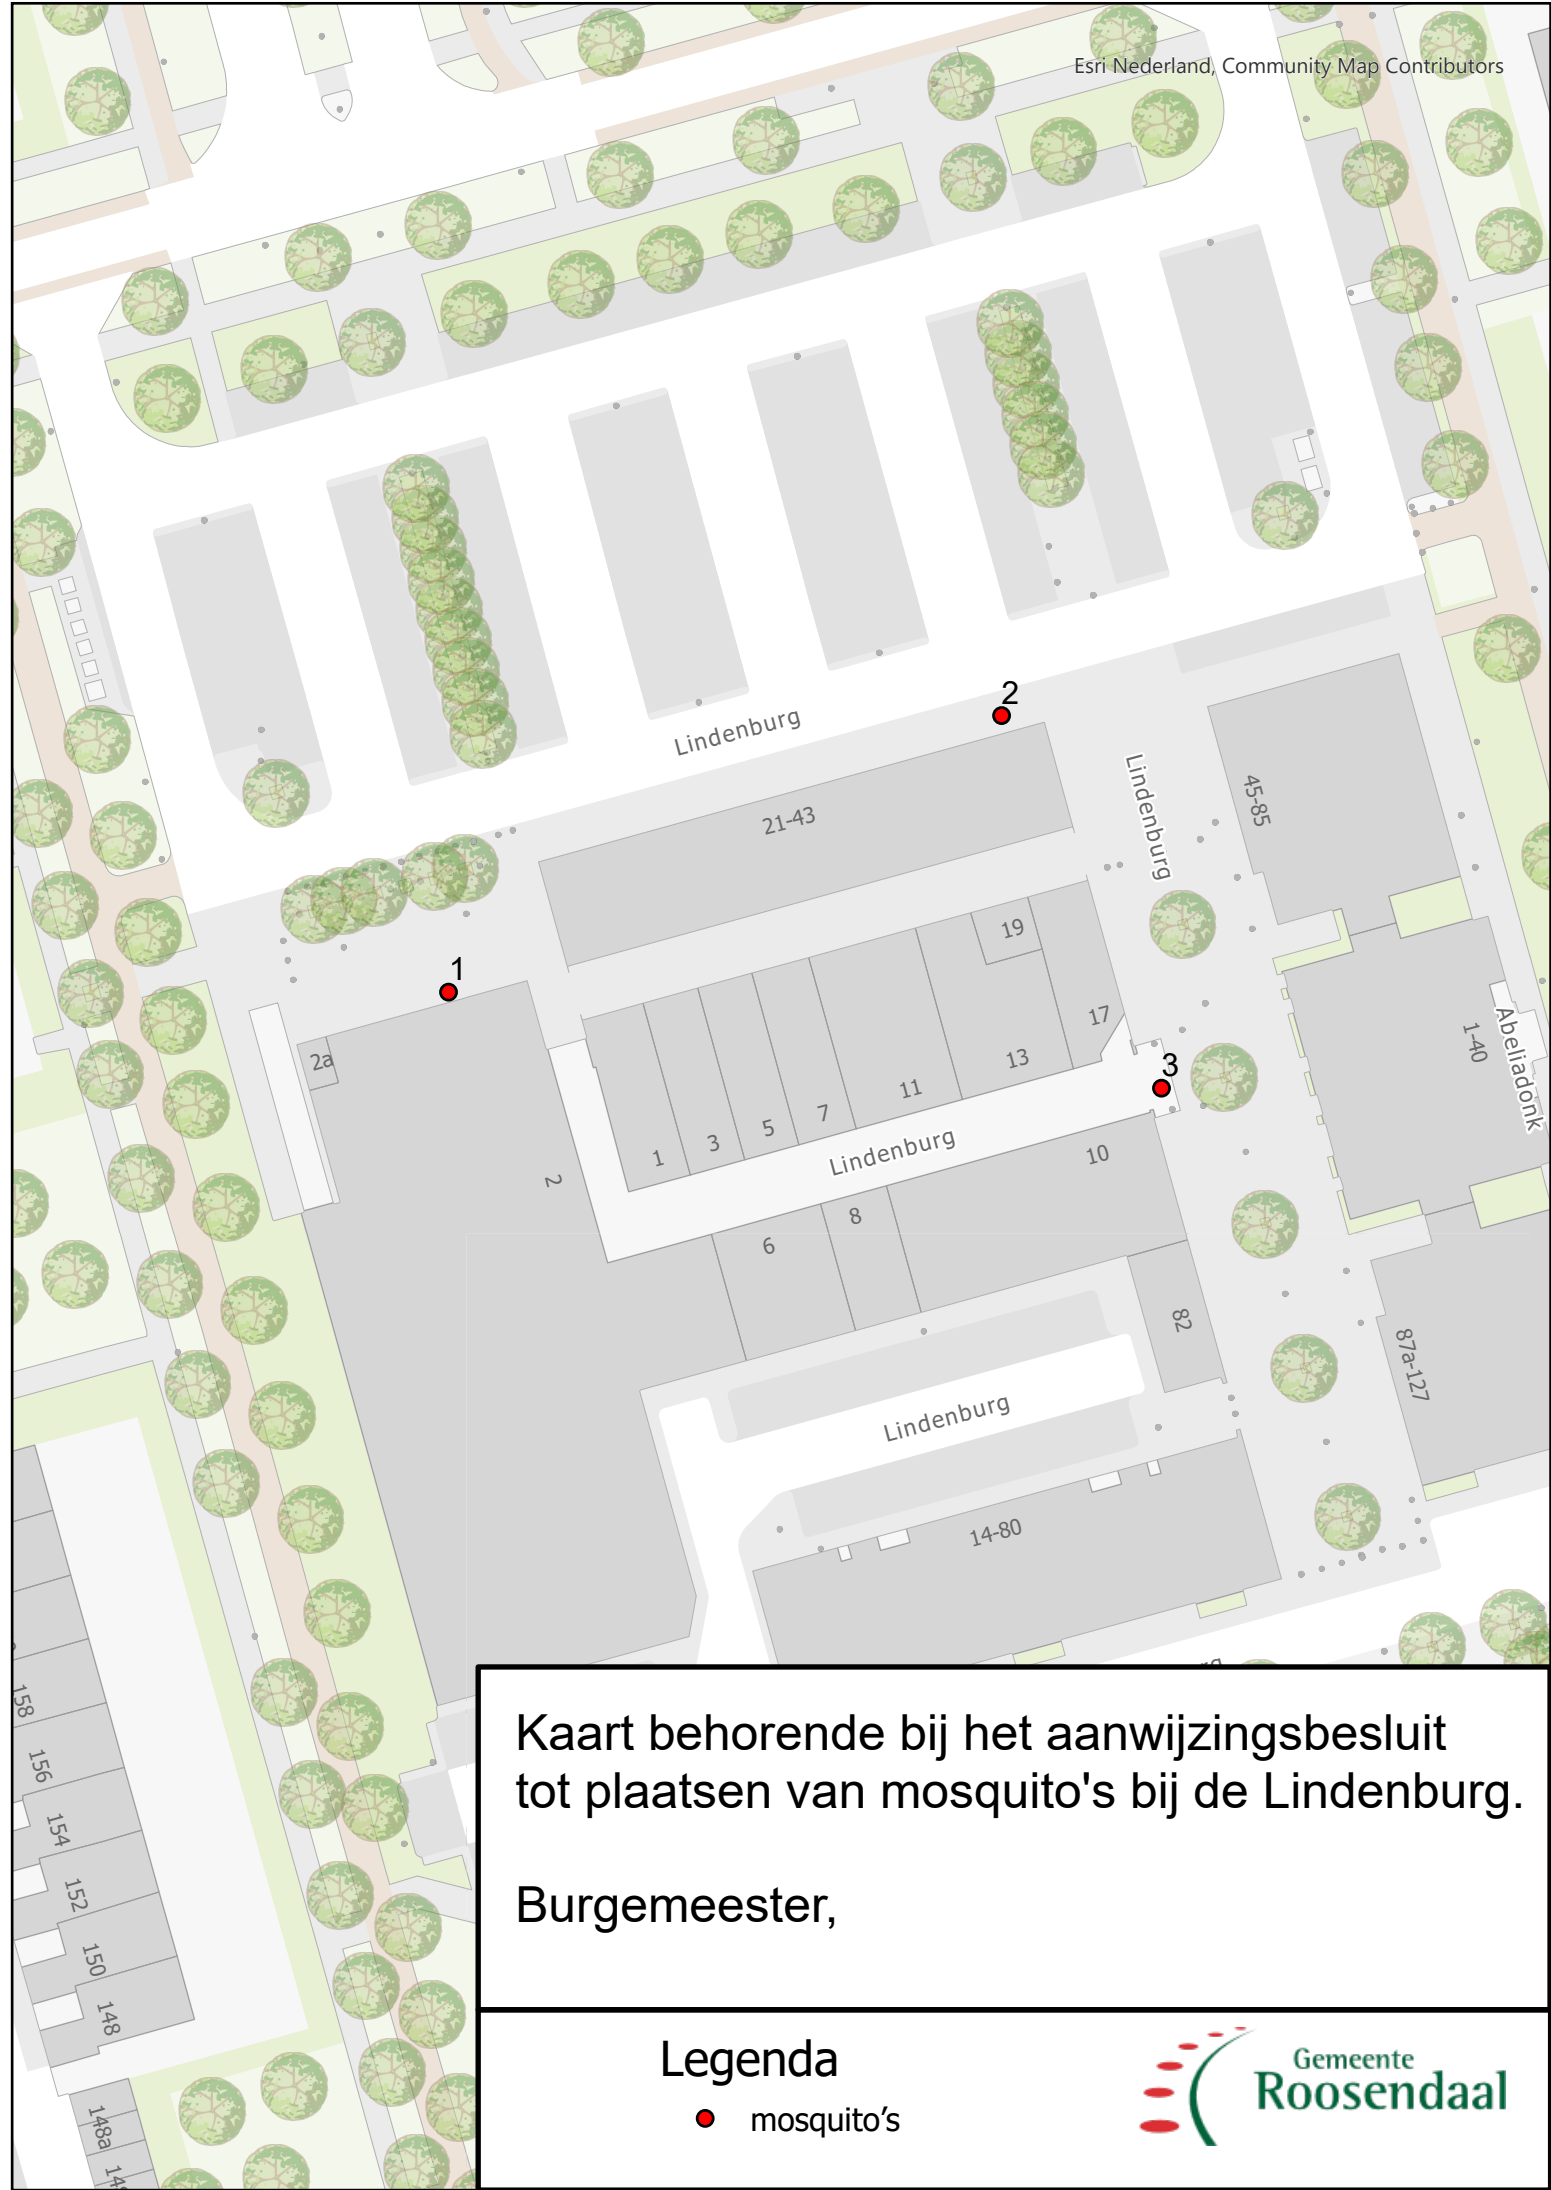 Esri Nederland, Community Map Contributors
2
Lindenburg
Lindenburg
45-85
21-43
19
1
17
2a
1-40
Abeliadonk
3
13
11
7
5
3
1
Lindenburg
10
2
8
6
82
87a-127
Lindenburg
14-80
158
156
154
152
150
148
148a
Kaart behorende bij het aanwijzingsbesluit
tot plaatsen van mosquito's bij de Lindenburg.
Burgemeester,
Legenda
mosquito's
Gemeente
Roosendaal